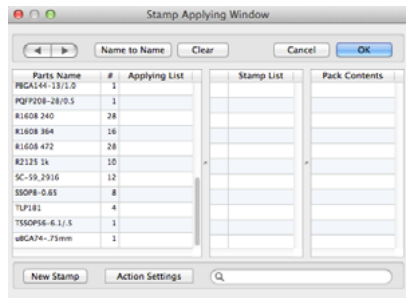 Stamp Applying Window
Name to Name Clear Cancel OK
Parts Name # Applying List Stamp List Pack Contents
PBGA144-13/1.0 1
PQFP208-28/0.5 1
R1608 240 28
R1608 364 16
R1608 472 28
R2125 1k 10
SC-59_2916 12
SSOP8-0.65 8
TLP181 4
TSSOP56-6.1/.5 1
uBGA74-.75mm 1
New Stamp Action Settings